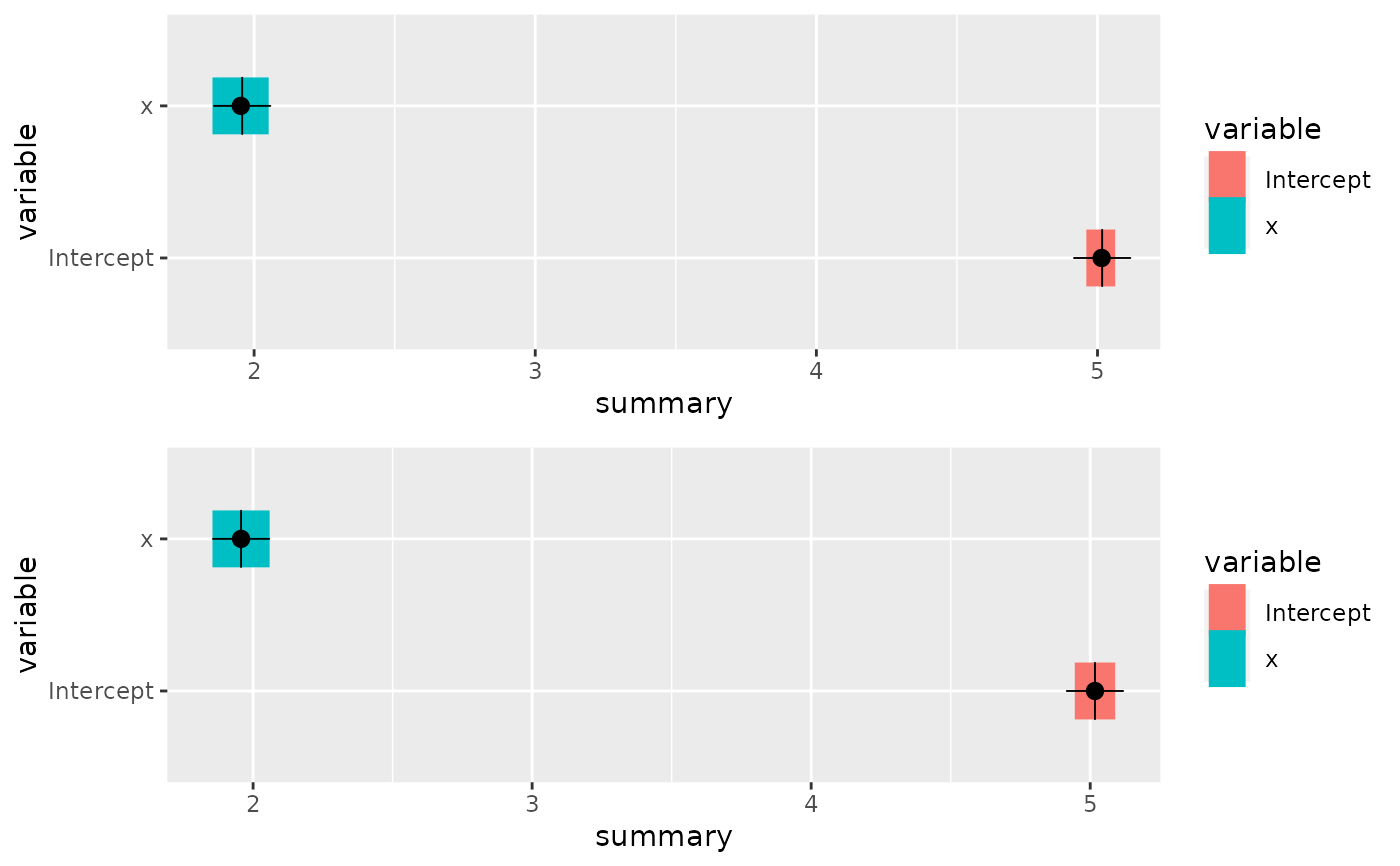 variable
x
Intercept
2 3 4 5
summary
variable
Intercept
x
variable
x
Intercept
2 3 4 5
summary
variable
Intercept
x